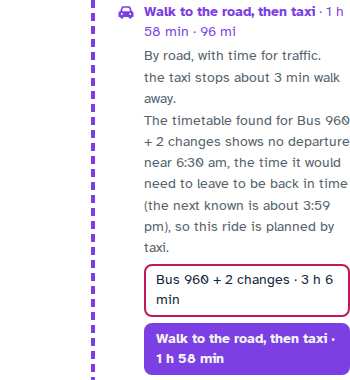 Walk to the road, then taxi · 1 h
58 min · 96 mi
By road, with time for traffic.
the taxi stops about 3 min walk
away.
The timetable found for Bus 960
+ 2 changes shows no departure
near 6:30 am, the time it would
need to leave to be back in time
(the next known is about 3:59
pm), so this ride is planned by
taxi.
Bus 960 + 2 changes · 3 h 6
min
Walk to the road, then taxi ·
1 h 58 min